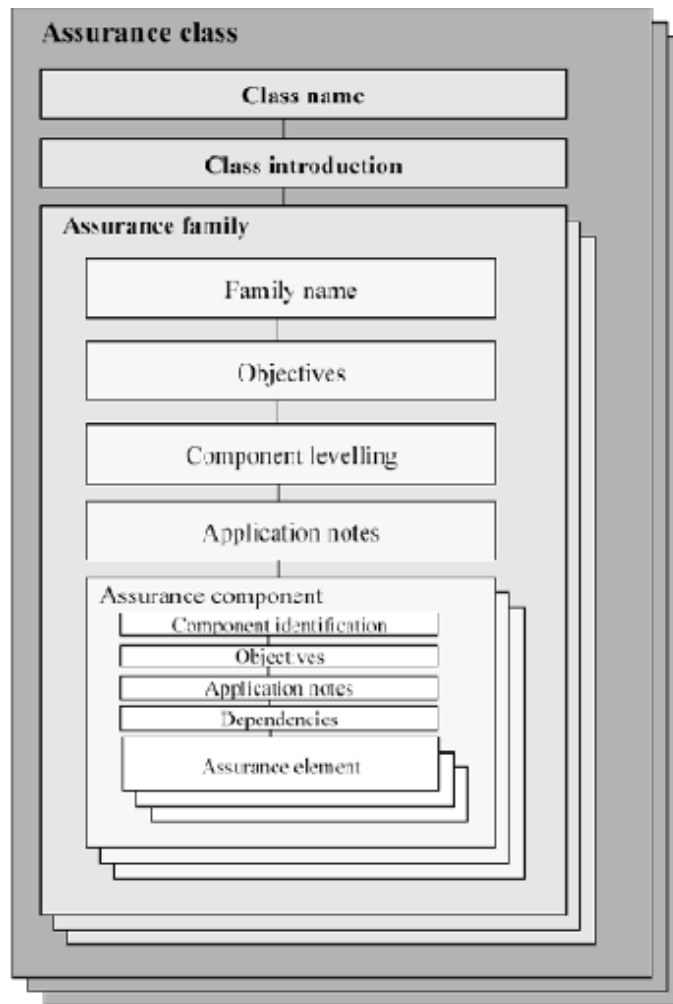 Assurance class
Class name
Class introduction
Assurance family
Family name
Objectives
Component levelling
Application notes
Assurance component
Component identification
Objectives
Application notes
Dependencies
Assurance element